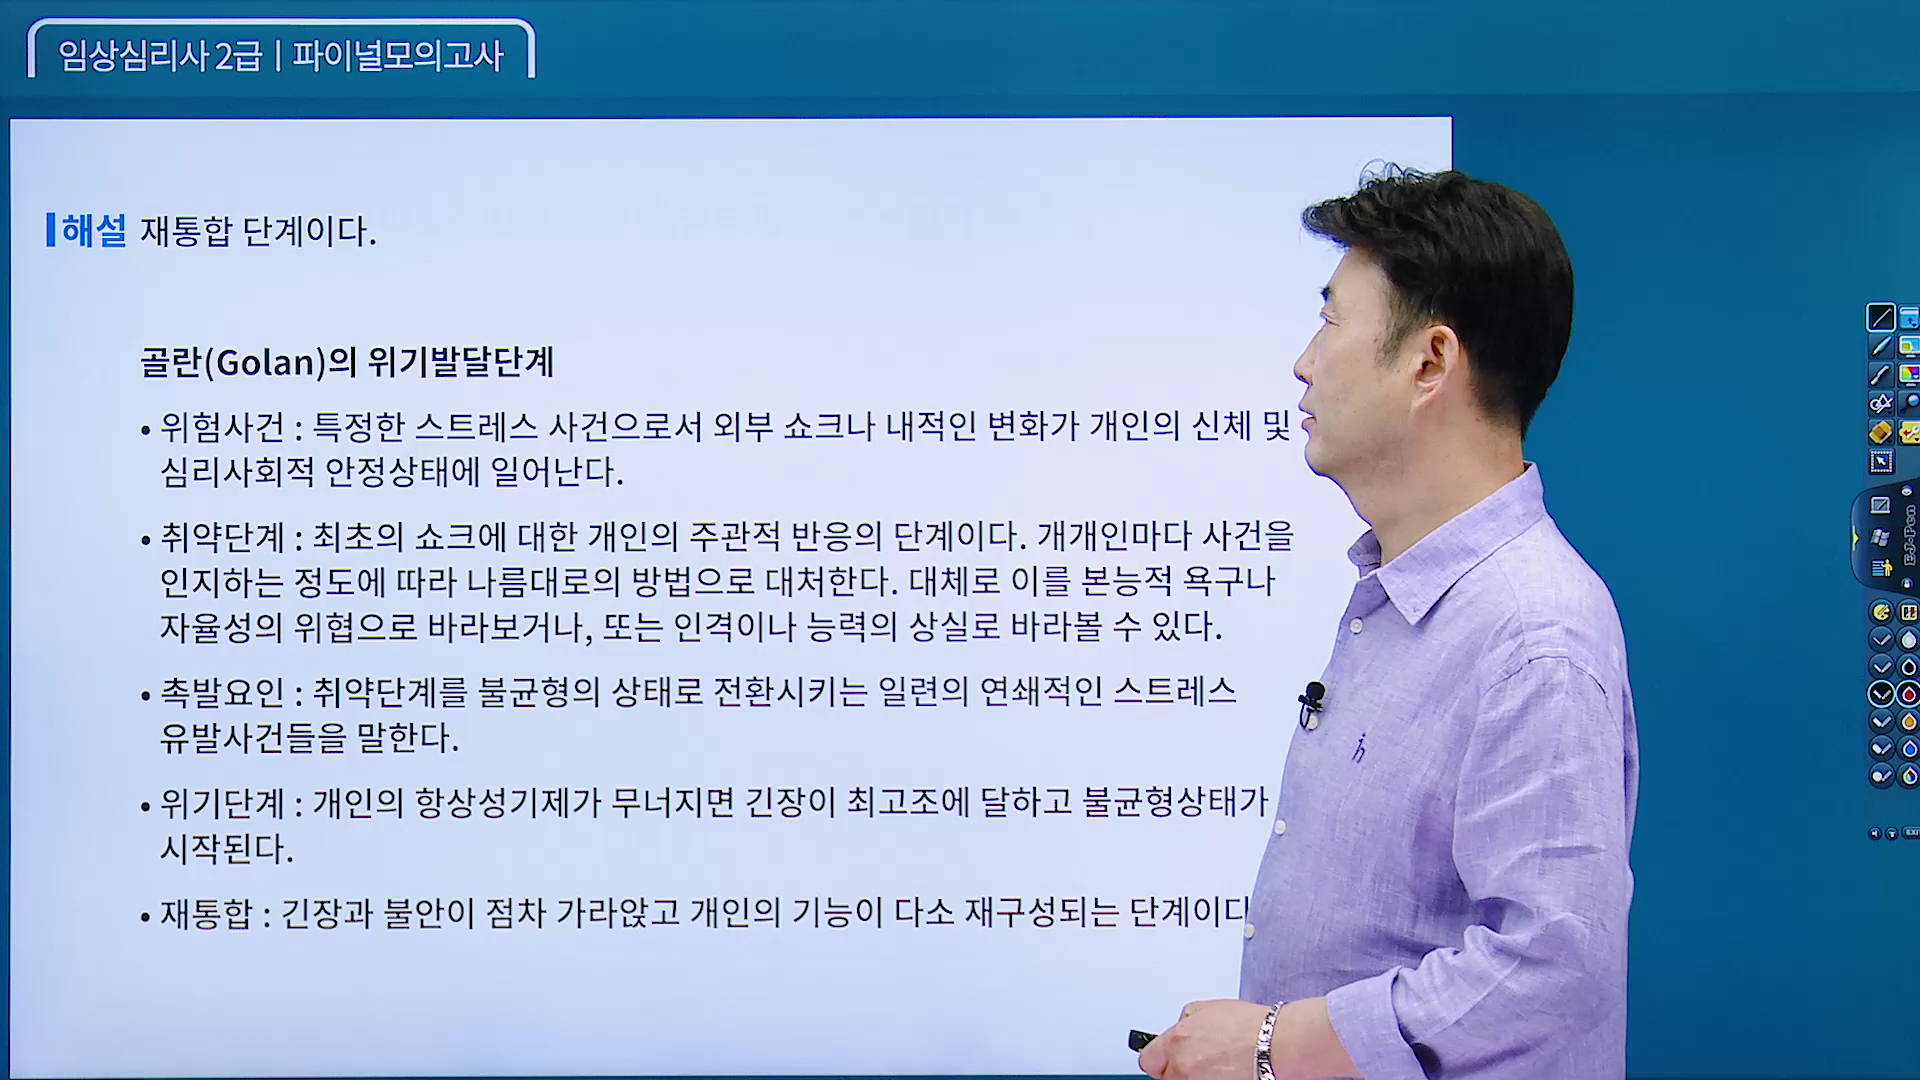 임상심리사 2급 | 파이널모의고사
해설 재통합 단계이다.
골란(Golan)의 위기발달단계
• 위험사건 : 특정한 스트레스 사건으로서 외부 쇼크나 내적인 변화가 개인의 신체 및
심리사회적 안정상태에 일어난다.
• 취약단계 : 최초의 쇼크에 대한 개인의 주관적 반응의 단계이다. 개개인마다 사건을
인지하는 정도에 따라 나름대로의 방법으로 대처한다. 대체로 이를 본능적 욕구나
자율성의 위협으로 바라보거나, 또는 인격이나 능력의 상실로 바라볼 수 있다.
• 촉발요인 : 취약단계를 불균형의 상태로 전환시키는 일련의 연쇄적인 스트레스
유발사건들을 말한다.
• 위기단계 : 개인의 항상성기제가 무너지면 긴장이 최고조에 달하고 불균형상태가
시작된다.
• 재통합 : 긴장과 불안이 점차 가라앉고 개인의 기능이 다소 재구성되는 단계이다
EJ-Pen
EXIT